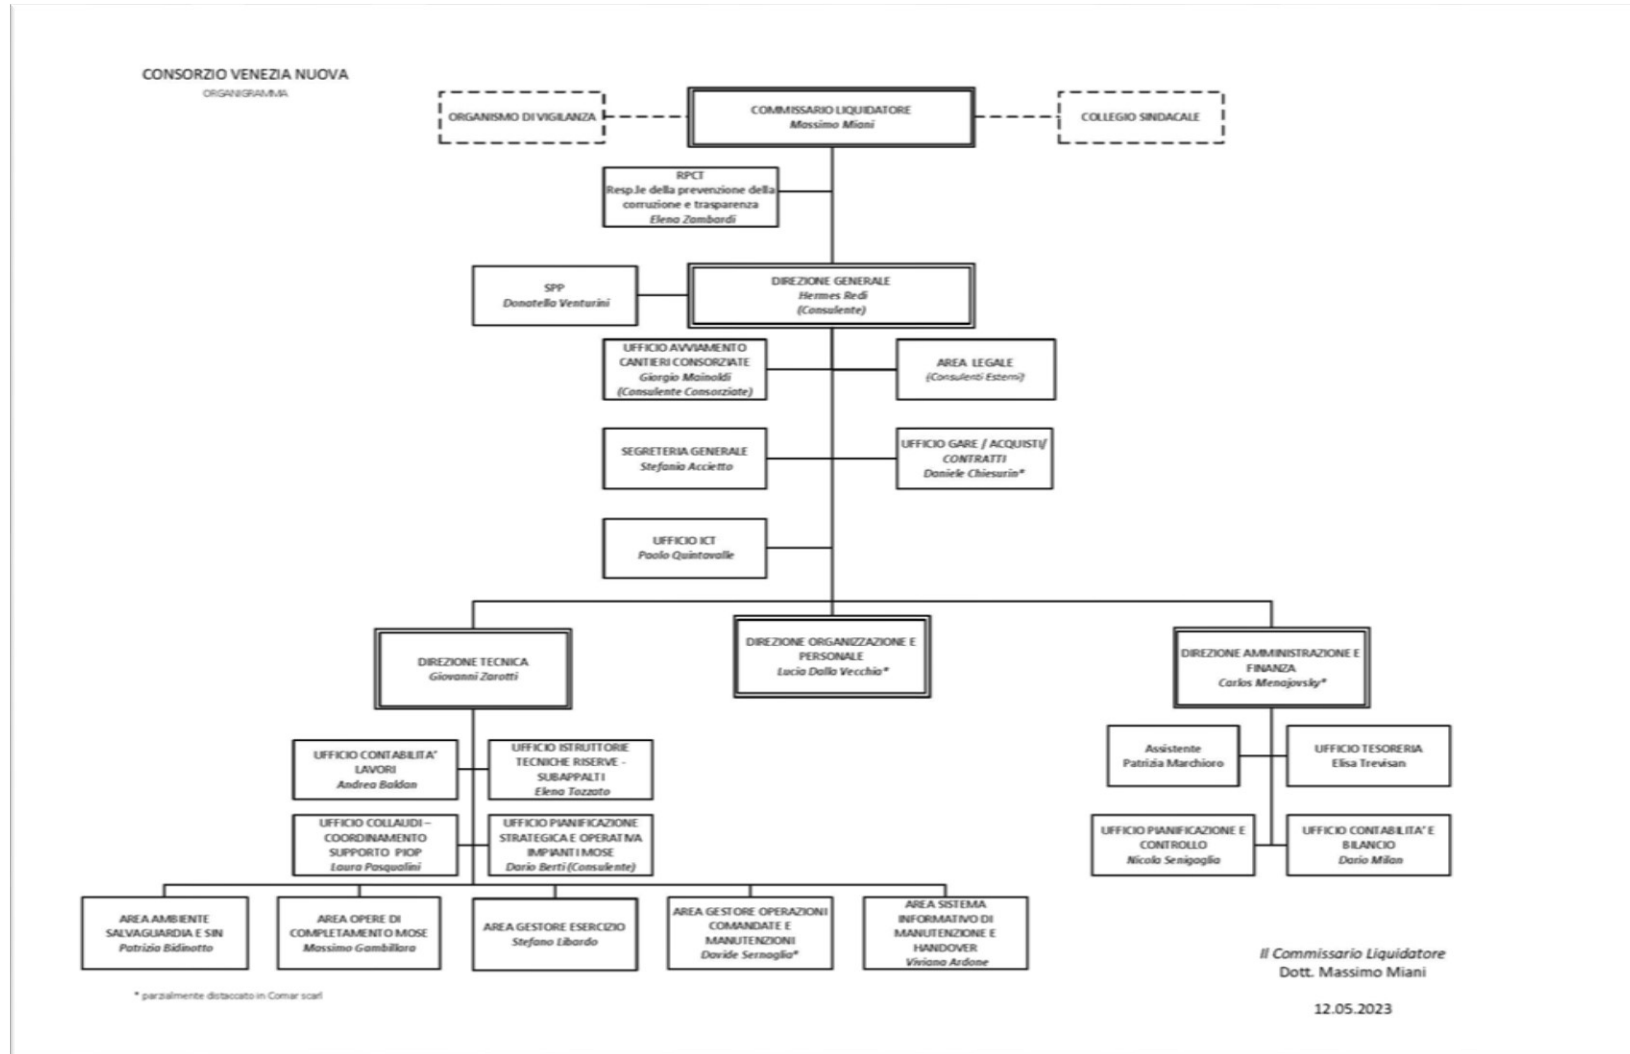 CONSORZIO VENEZIA NUOVA
ORGANIGRAMMA
ORGANISMO DI VIGILANZA
COMMISSARIO LIQUIDATORE
Massimo Miani
COLLEGIO SINDACALE
RPCT
Resp.le della prevenzione della
corruzione e trasparenza
Elena Zambardi
SPP
Donatella Venturini
DIREZIONE GENERALE
Hermes Redi
(Consulente)
UFFICIO AVVIAMENTO
CANTIERI CONSORZIATE
Giorgio Mainoldi
(Consulente Consorziate)
AREA LEGALE
(Consulenti Esterni)
SEGRETERIA GENERALE
Stefania Accietto
UFFICIO GARE / ACQUISTI/
CONTRATTI
Daniele Chiesurin*
UFFICIO ICT
Paolo Quintavalle
DIREZIONE TECNICA
Giovanni Zarotti
DIREZIONE ORGANIZZAZIONE E
PERSONALE
Lucia Dalla Vecchia*
DIREZIONE AMMINISTRAZIONE E
FINANZA
Carlos Menajovsky*
UFFICIO CONTABILITA'
LAVORI
Andrea Baldan
UFFICIO ISTRUTTORIE
TECNICHE RISERVE -
SUBAPPALTI
Elena Tozzato
Assistente
Patrizia Marchioro
UFFICIO TESORERIA
Elisa Trevisan
UFFICIO COLLAUDI –
COORDINAMENTO
SUPPORTO PIOP
Laura Pasqualini
UFFICIO PIANIFICAZIONE
STRATEGICA E OPERATIVA
IMPIANTI MOSE
Dario Berti (Consulente)
UFFICIO PIANIFICAZIONE E
CONTROLLO
Nicola Senigaglia
UFFICIO CONTABILITA' E
BILANCIO
Dario Milan
AREA AMBIENTE
SALVAGUARDIA E SIN
Patrizio Bidinotto
AREA OPERE DI
COMPLETAMENTO MOSE
Massimo Gambillara
AREA GESTORE ESERCIZIO
Stefano Libardo
AREA GESTORE OPERAZIONI
COMANDATE E
MANUTENZIONI
Davide Sernaglia*
AREA SISTEMA
INFORMATIVO DI
MANUTENZIONE E
HANDOVER
Viviana Ardone
* parzialmente distaccato in Comar scarl
Il Commissario Liquidatore
Dott. Massimo Miani
12.05.2023